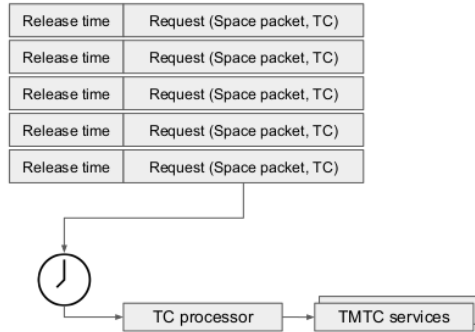 Release time Request (Space packet, TC)
Release time Request (Space packet, TC)
Release time Request (Space packet, TC)
Release time Request (Space packet, TC)
Release time Request (Space packet, TC)
TC processor TMTC services